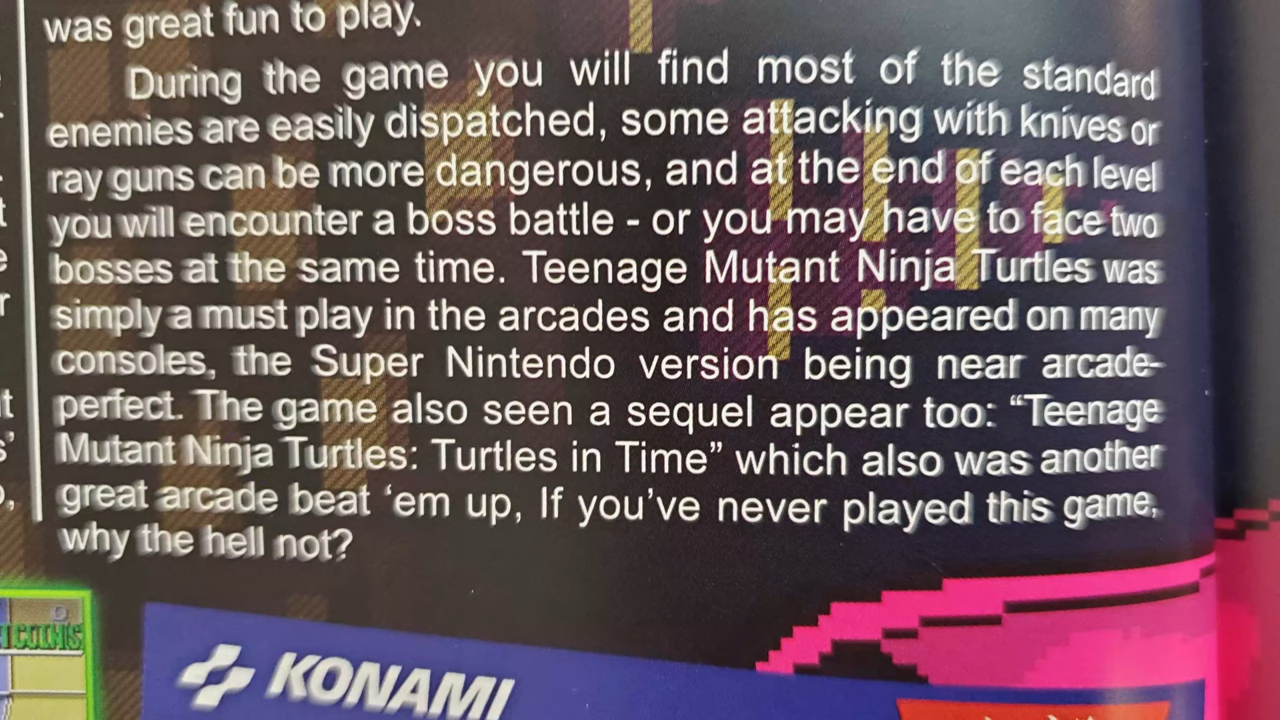 was great fun to play.
During the game you will find most of the standard
enemies are easily dispatched, some attacking with knives or
ray guns can be more dangerous, and at the end of each level
you will encounter a boss battle - or you may have to face two
bosses at the same time. Teenage Mutant Ninja Turtles was
simply a must play in the arcades and has appeared on many
consoles, the Super Nintendo version being near arcade-
perfect. The game also seen a sequel appear too: “Teenage
Mutant Ninja Turtles: Turtles in Time” which also was another
great arcade beat ‘em up, If you’ve never played this game,
why the hell not?
COINS
KONAMI